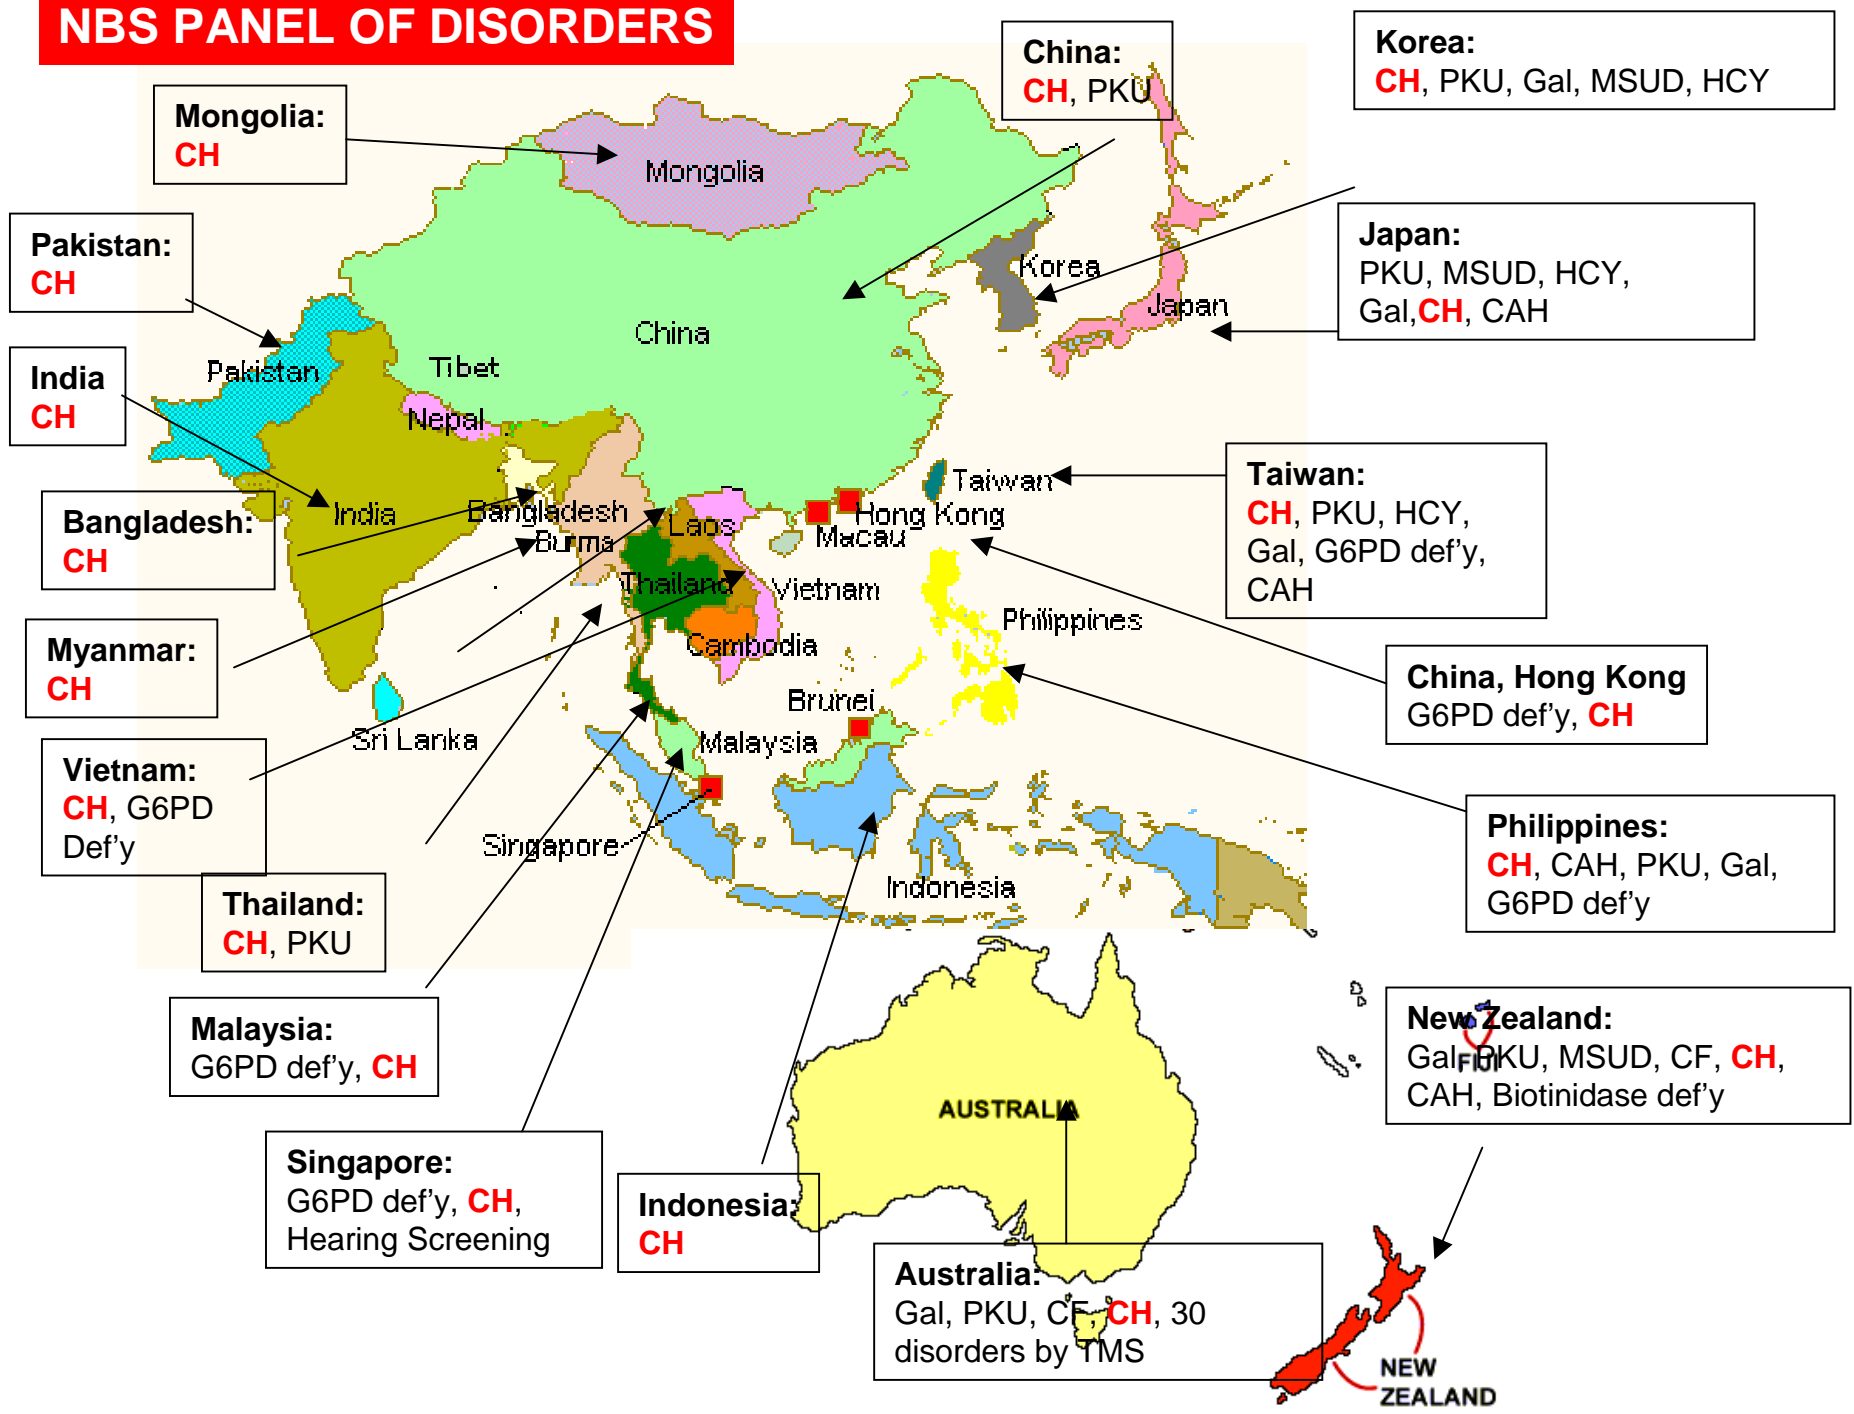 NBS PANEL OF DISORDERS
China:
CH, PKU
Korea:
CH, PKU, Gal, MSUD, HCY
Mongolia:
CH
Mongolia
Pakistan:
CH
Japan:
PKU, MSUD, HCY,
Gal,CH, CAH
Korea
Japan
China
Pakistan
Tibet
India
CH
Nepal
Taiwan:
CH, PKU, HCY,
Gal, G6PD def'y,
CAH
Taiwan
Bangladesh:
CH
India
Bangladesh
Burma
Laos
Hong Kong
Macau
Thailand
Vietnam
Philippines
Cambodia
Myanmar:
CH
China, Hong Kong
G6PD def'y, CH
Brunei
Sri Lanka
Malaysia
Vietnam:
CH, G6PD
Def'y
Singapore
Indonesia
Philippines:
CH, CAH, PKU, Gal,
G6PD def'y
Thailand:
CH, PKU
Malaysia:
G6PD def'y, CH
New Zealand:
Gal, PKU, MSUD, CF, CH,
CAH, Biotinidase def'y
FIJI
AUSTRALIA
Singapore:
G6PD def'y, CH,
Hearing Screening
Indonesia:
CH
Australia:
Gal, PKU, CF, CH, 30
disorders by TMS
NEW
ZEALAND